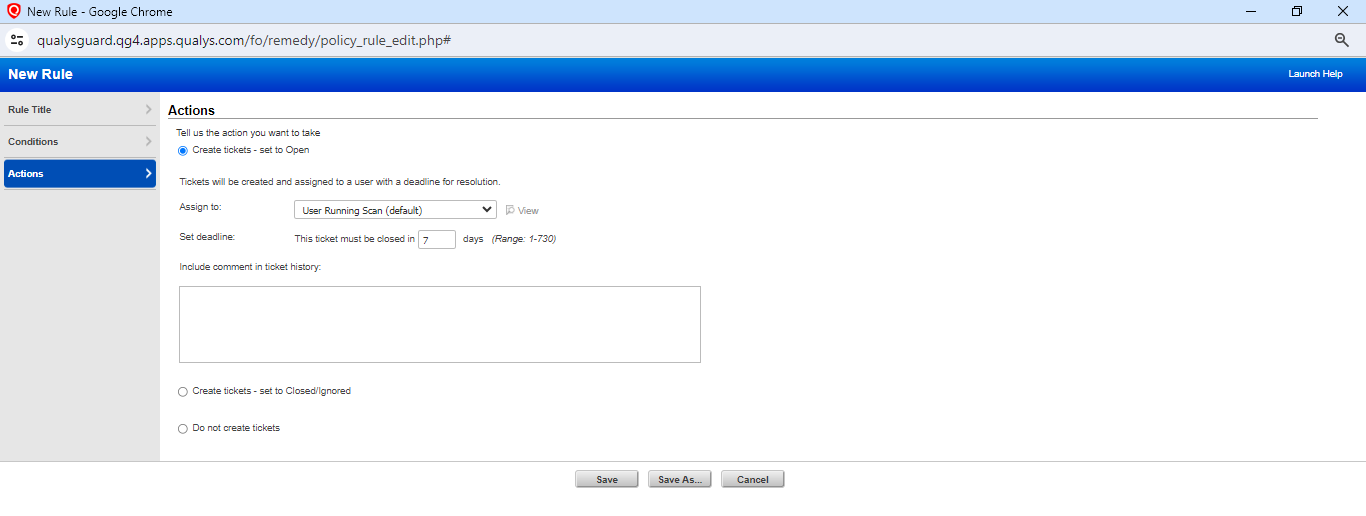 New Rule - Google Chrome
qualysguard.qg4.apps.qualys.com/fo/remedy/policy_rule_edit.php#
New Rule
Launch Help
Rule Title
Conditions
Actions
Actions
Tell us the action you want to take
Create tickets - set to Open
Tickets will be created and assigned to a user with a deadline for resolution.
Assign to: User Running Scan (default) View
Set deadline: This ticket must be closed in 7 days (Range: 1-730)
Include comment in ticket history:
Create tickets - set to Closed/Ignored
Do not create tickets
Save Save As... Cancel